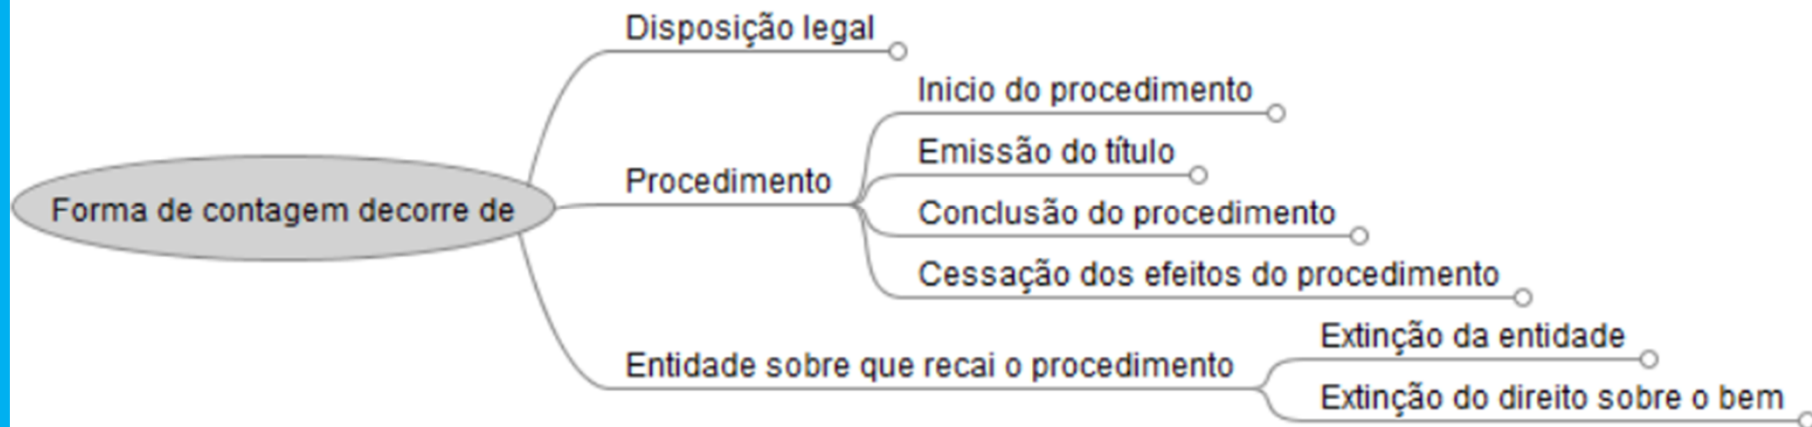 Disposição legal
Inicio do procedimento
Emissão do título
Procedimento
Forma de contagem decorre de
Conclusão do procedimento
Cessação dos efeitos do procedimento
Extinção da entidade
Entidade sobre que recai o procedimento
Extinção do direito sobre o bem